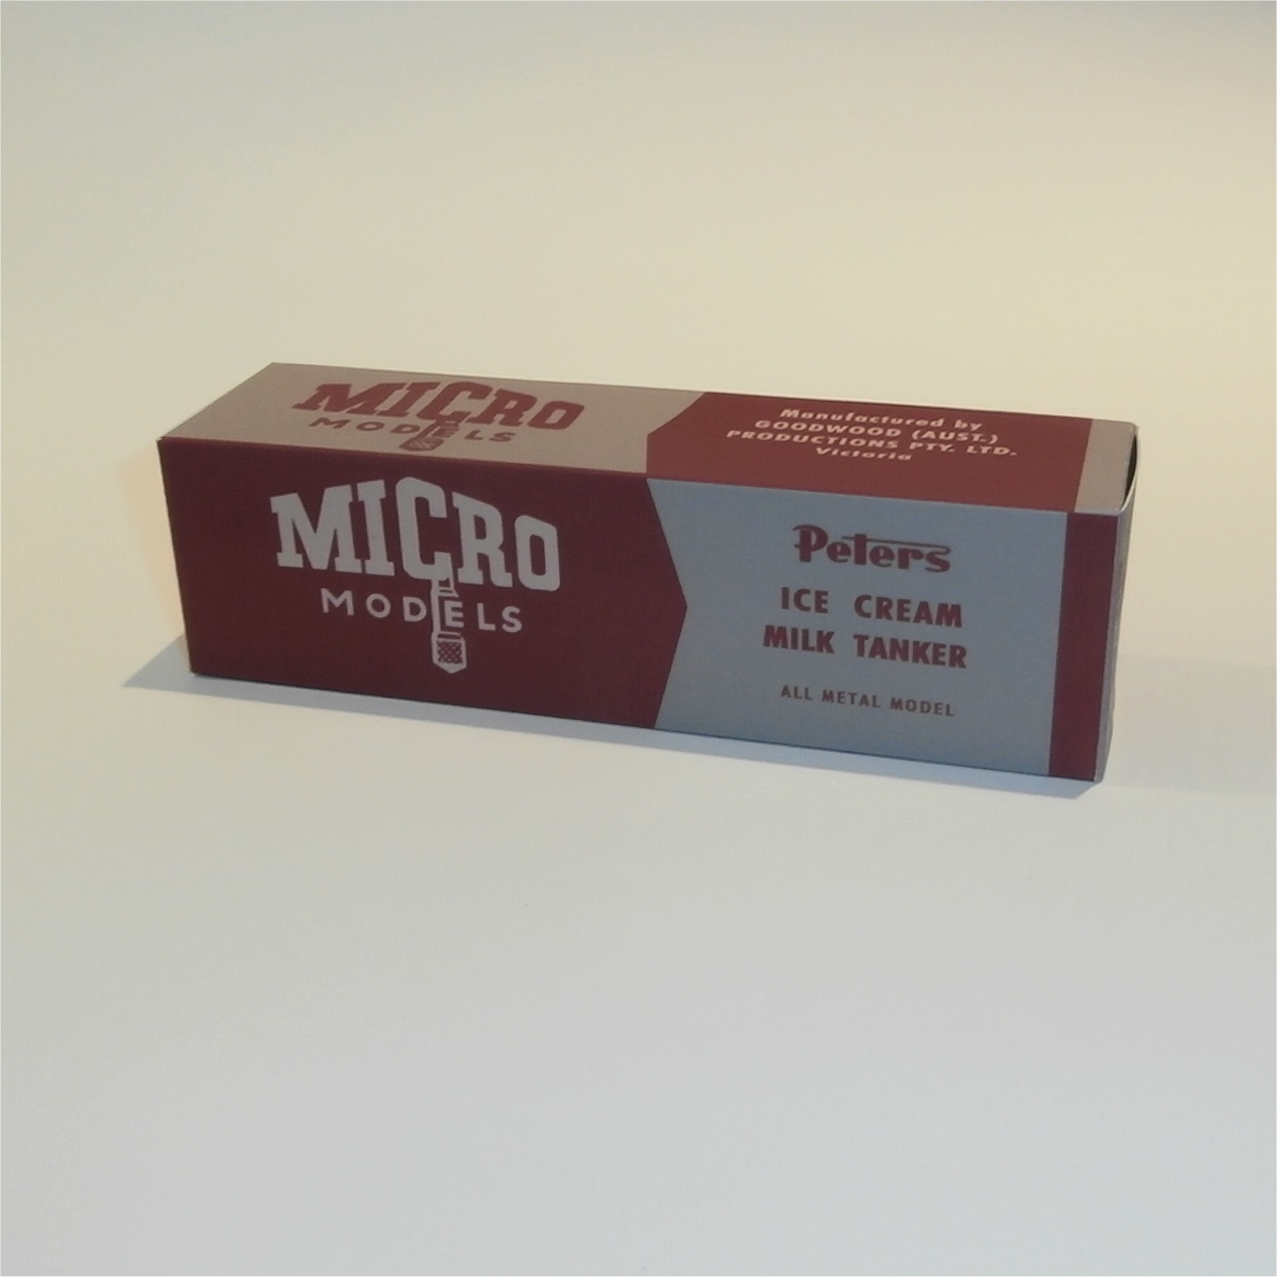 MICRO
MODELS
Manufactured by
GOODWOOD (AUST.)
PRODUCTIONS PTY. LTD.
Victoria
MICRO
MODELS
Peters
ICE CREAM
MILK TANKER
ALL METAL MODEL